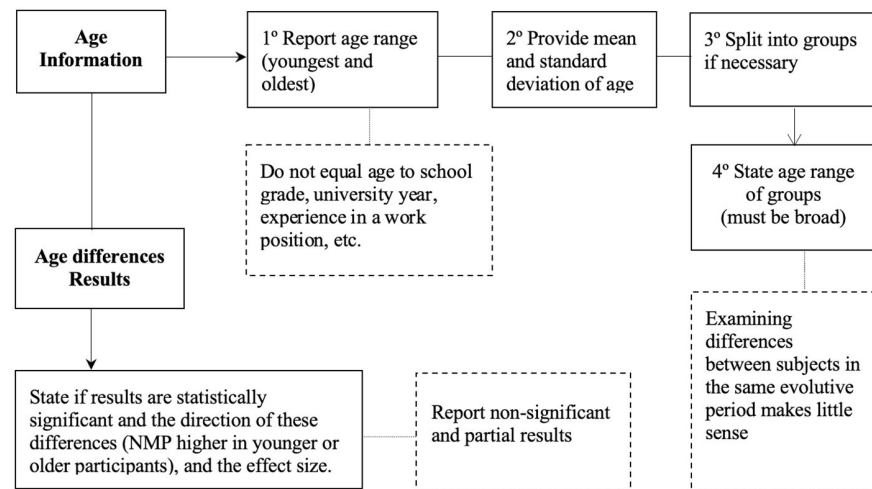 Age
Information
1º Report age range
(youngest and
oldest)
2º Provide mean
and standard
deviation of age
3º Split into groups
if necessary
Do not equal age to school
grade, university year,
experience in a work
position, etc.
4º State age range
of groups
(must be broad)
Age differences
Results
Examining
differences
between subjects in
the same evolutive
period makes little
sense
State if results are statistically
significant and the direction of these
differences (NMP higher in younger or
older participants), and the effect size.
Report non-significant
and partial results